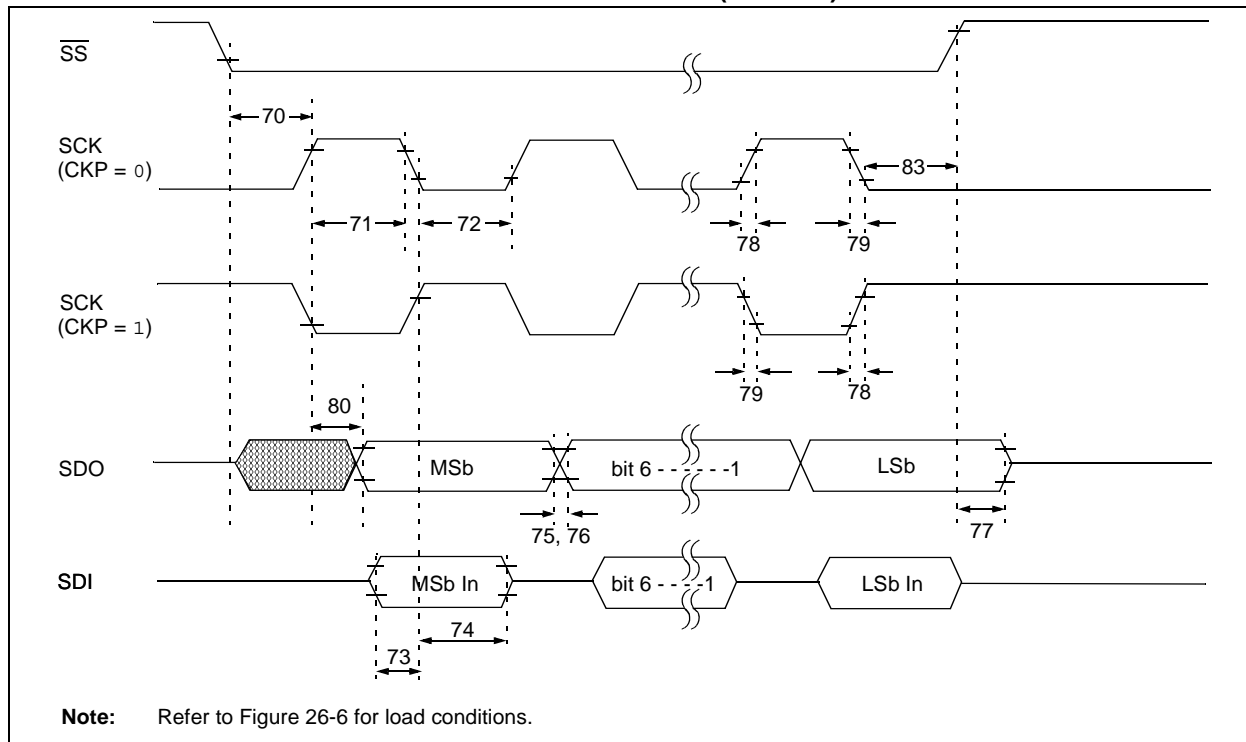 SS
70
SCK
(CKP = 0)
83
71
72
78
79
SCK
(CKP = 1)
79
78
80
SDO
MSb
bit 6 - - - - - - -1
LSb
75, 76
77
SDI
MSb In
bit 6 - - - -1
LSb In
74
73
Note: Refer to Figure 26-6 for load conditions.